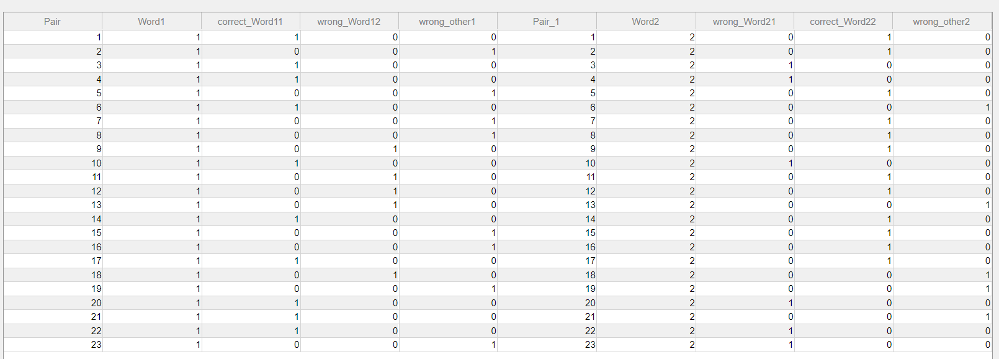 Pair Word1 correct_Word11 wrong_Word12 wrong_other1 Pair_1 Word2 wrong_Word21 correct_Word22 wrong_other2
1 1 1 0 0 1 2 0 1 0
2 1 0 0 1 2 2 0 1 0
3 1 1 0 0 3 2 1 0 0
4 1 1 0 0 4 2 1 0 0
5 1 0 0 1 5 2 0 1 0
6 1 1 0 0 6 2 0 0 1
7 1 0 0 1 7 2 0 1 0
8 1 0 0 1 8 2 0 1 0
9 1 0 1 0 9 2 0 1 0
10 1 1 0 0 10 2 1 0 0
11 1 0 1 0 11 2 0 1 0
12 1 0 1 0 12 2 0 1 0
13 1 0 1 0 13 2 0 0 1
14 1 1 0 0 14 2 0 1 0
15 1 0 0 1 15 2 0 1 0
16 1 0 0 1 16 2 0 1 0
17 1 1 0 0 17 2 0 1 0
18 1 0 1 0 18 2 0 0 1
19 1 0 0 1 19 2 0 0 1
20 1 1 0 0 20 2 1 0 0
21 1 1 0 0 21 2 0 0 1
22 1 1 0 0 22 2 1 0 0
23 1 0 0 1 23 2 1 0 0